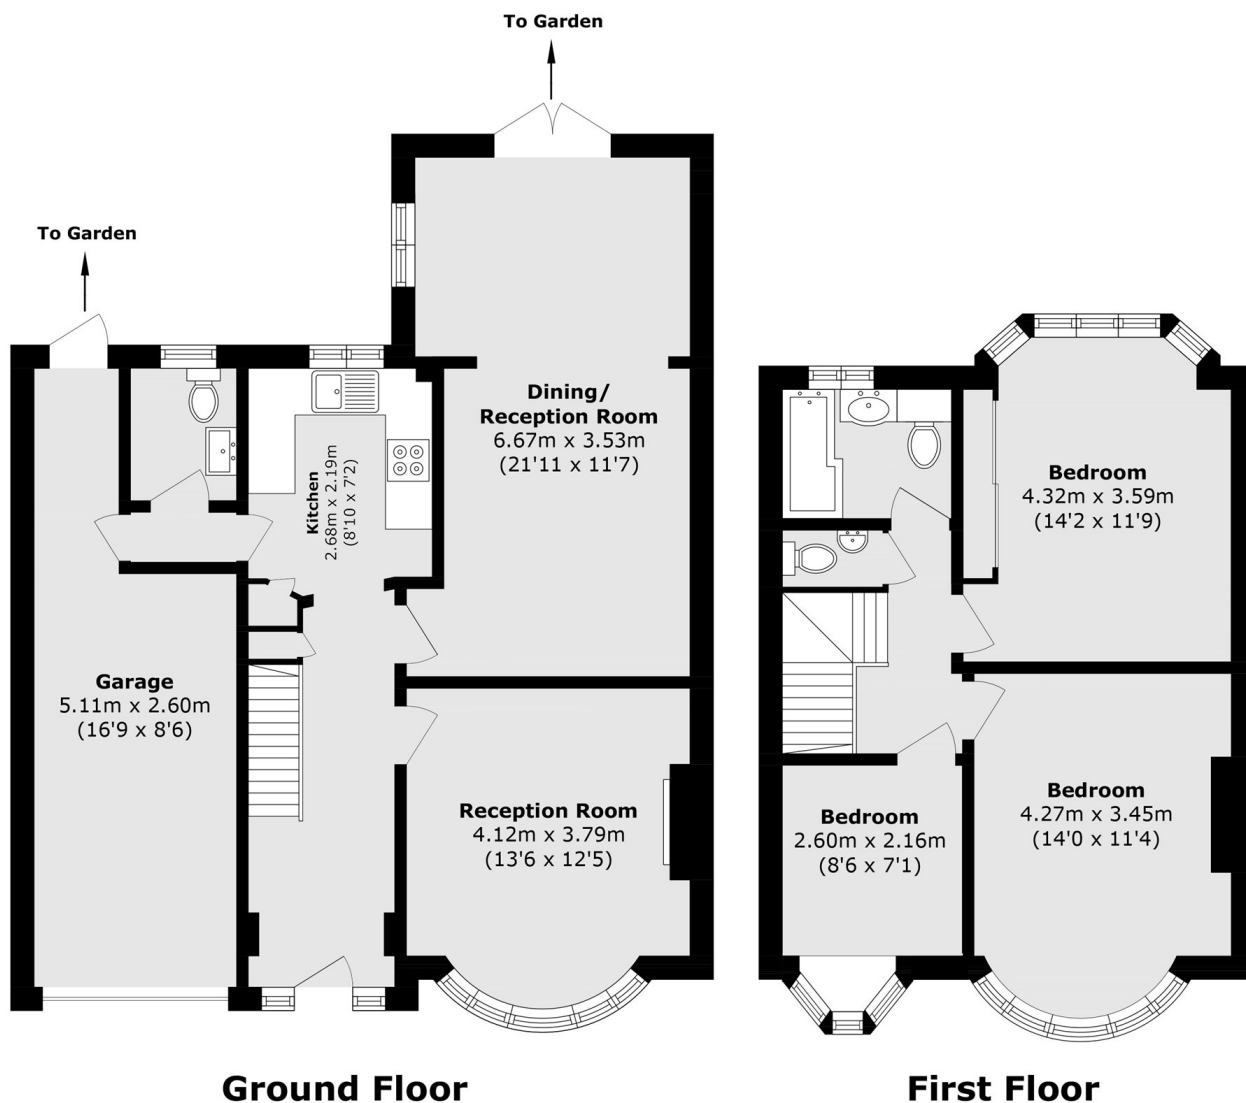 To Garden
To Garden
Dining/
Reception Room
6.67m x 3.53m
(21'11 x 11'7)
Kitchen
2.68m x 2.19m
(8'10 x 7'2)
Garage
5.11m x 2.60m
(16'9 x 8'6)
Reception Room
4.12m x 3.79m
(13'6 x 12'5)
Ground Floor
Bedroom
4.32m x 3.59m
(14'2 x 11'9)
Bedroom
4.27m x 3.45m
(14'0 x 11'4)
Bedroom
2.60m x 2.16m
(8'6 x 7'1)
First Floor